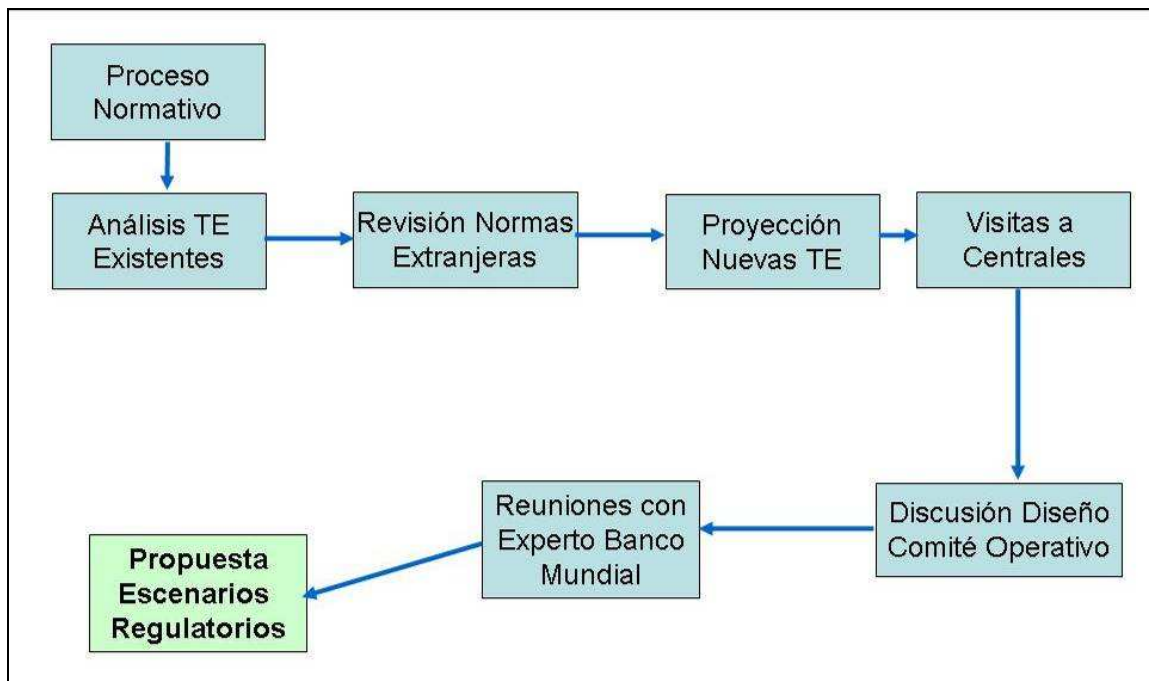 Proceso
Normativo
Análisis TE
Existentes
Revisión Normas
Extranjeras
Proyección
Nuevas TE
Visitas a
Centrales
Discusión Diseño
Comité Operativo
Reuniones con
Experto Banco
Mundial
Propuesta
Escenarios
Regulatorios